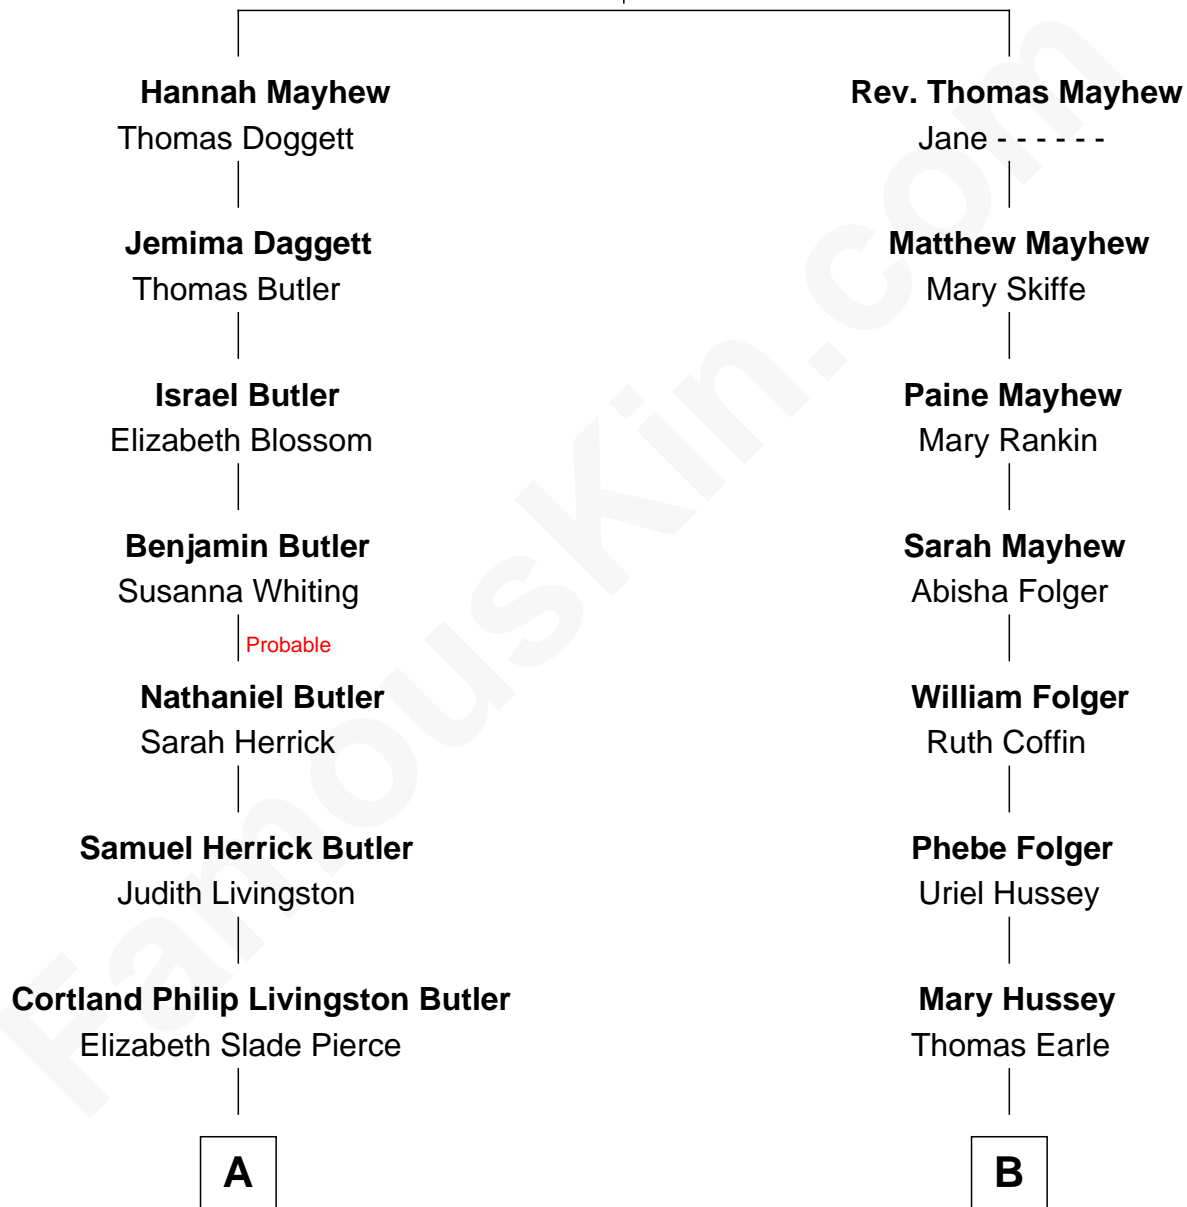 Hannah Mayhew
Thomas Doggett
Jemima Daggett
Thomas Butler
Israel Butler
Elizabeth Blossom
Benjamin Butler
Susanna Whiting
Probable
Nathaniel Butler
Sarah Herrick
Samuel Herrick Butler
Judith Livingston
Cortland Philip Livingston Butler
Elizabeth Slade Pierce
A
Rev. Thomas Mayhew
Jane - - - - - -
Matthew Mayhew
Mary Skiffe
Paine Mayhew
Mary Rankin
Sarah Mayhew
Abisha Folger
William Folger
Ruth Coffin
Phebe Folger
Uriel Hussey
Mary Hussey
Thomas Earle
B
FamousKin.com